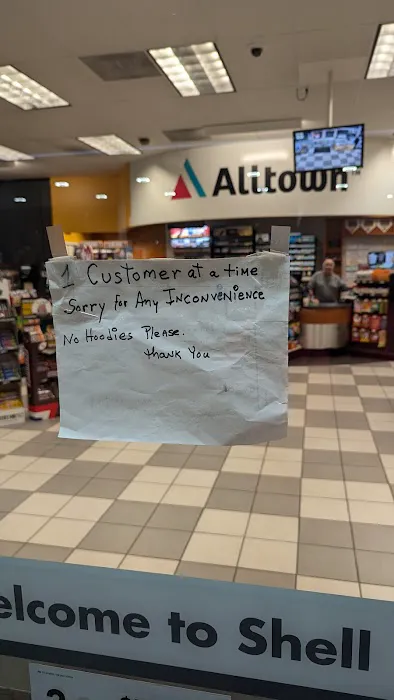 Alltown
1 Customer at a time
Sorry for Any Inconvenience
No Hoodies Please.
thank You
elcome to Shell